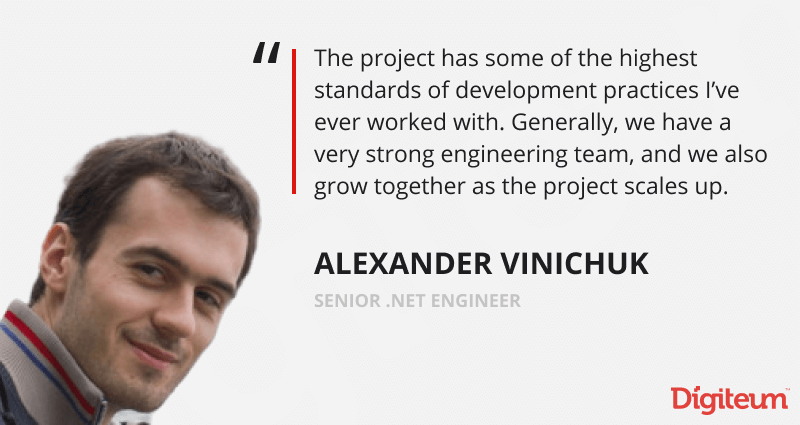 “
The project has some of the highest
standards of development practices I’ve
ever worked with. Generally, we have a
very strong engineering team, and we also
grow together as the project scales up.
ALEXANDER VINICHUK
SENIOR .NET ENGINEER
Digiteum™